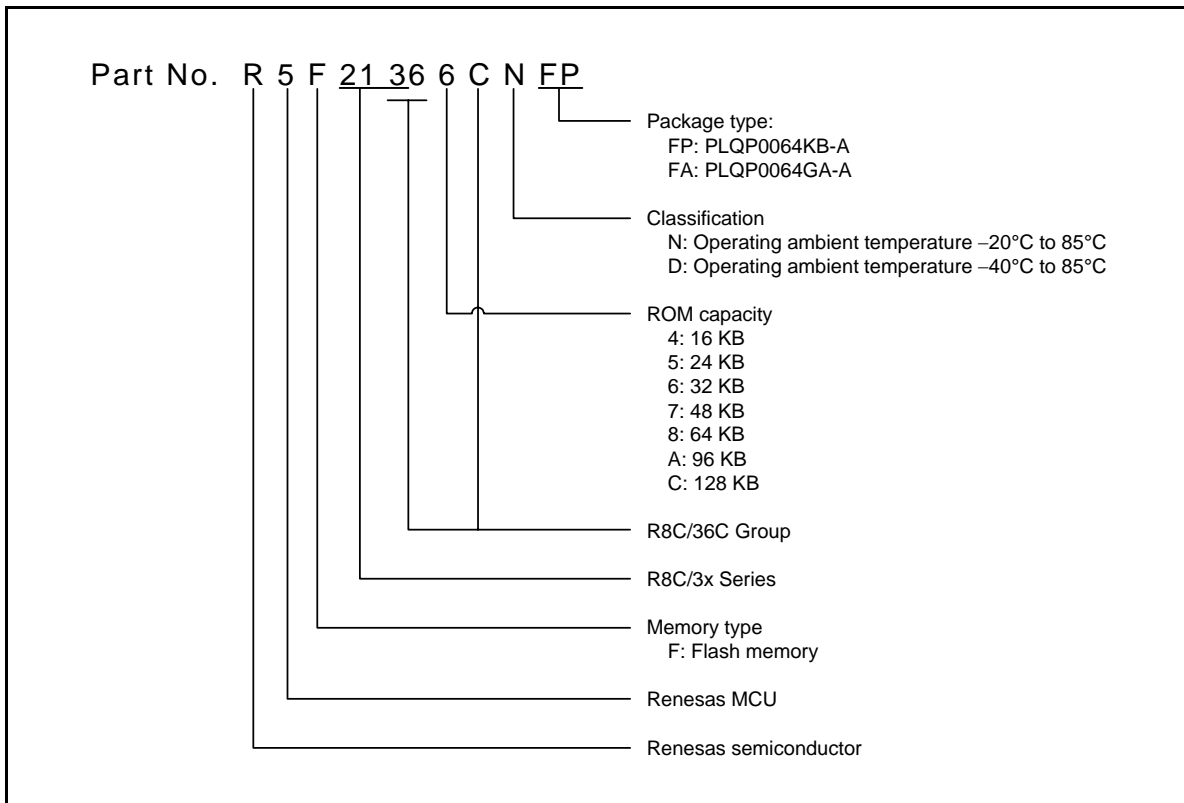 Part No. R 5 F 21 36 6 C N FP
Package type:
FP: PLQP0064KB-A
FA: PLQP0064GA-A
Classification
N: Operating ambient temperature −20°C to 85°C
D: Operating ambient temperature −40°C to 85°C
ROM capacity
4: 16 KB
5: 24 KB
6: 32 KB
7: 48 KB
8: 64 KB
A: 96 KB
C: 128 KB
R8C/36C Group
R8C/3x Series
Memory type
F: Flash memory
Renesas MCU
Renesas semiconductor